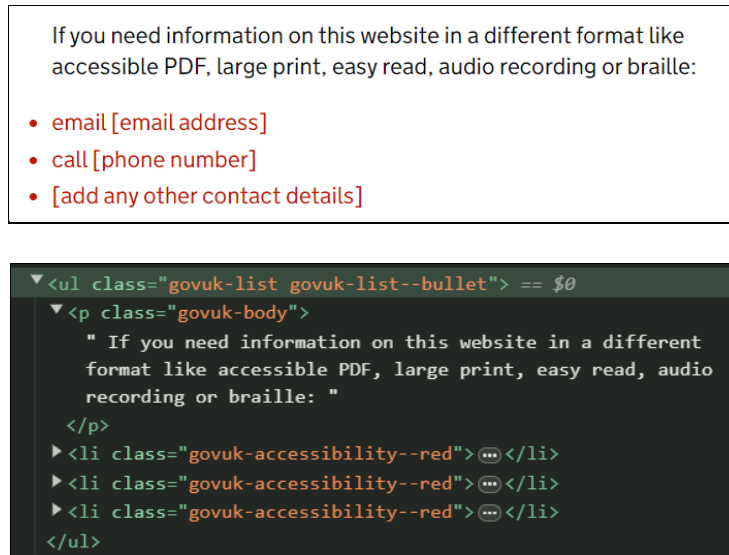 If you need information on this website in a different format like
accessible PDF, large print, easy read, audio recording or braille:
• email [email address]
• call [phone number]
• [add any other contact details]
▼<ul class="govuk-list govuk-list--bullet"> == $0
▼<p class="govuk-body">
" If you need information on this website in a different
format like accessible PDF, large print, easy read, audio
recording or braille: "
</p>
▶<li class="govuk-accessibility--red">…</li>
▶<li class="govuk-accessibility--red">…</li>
▶<li class="govuk-accessibility--red">…</li>
</ul>